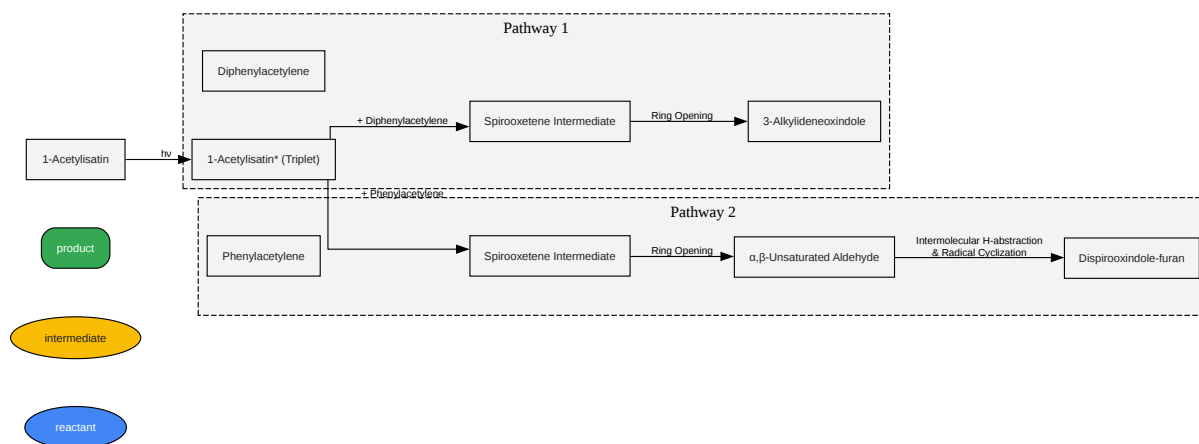 Pathway 1
Diphenylacetylene
+ Diphenylacetylene
Spirooxetene Intermediate
Ring Opening
3-Alkylideneoxindole
1-Acetylisatin
hν
1-Acetylisatin* (Triplet)
+ Phenylacetylene
Pathway 2
Phenylacetylene
Spirooxetene Intermediate
Ring Opening
α,β-Unsaturated Aldehyde
Intermolecular H-abstraction
& Radical Cyclization
Dispirooxindole-furan
product
intermediate
reactant